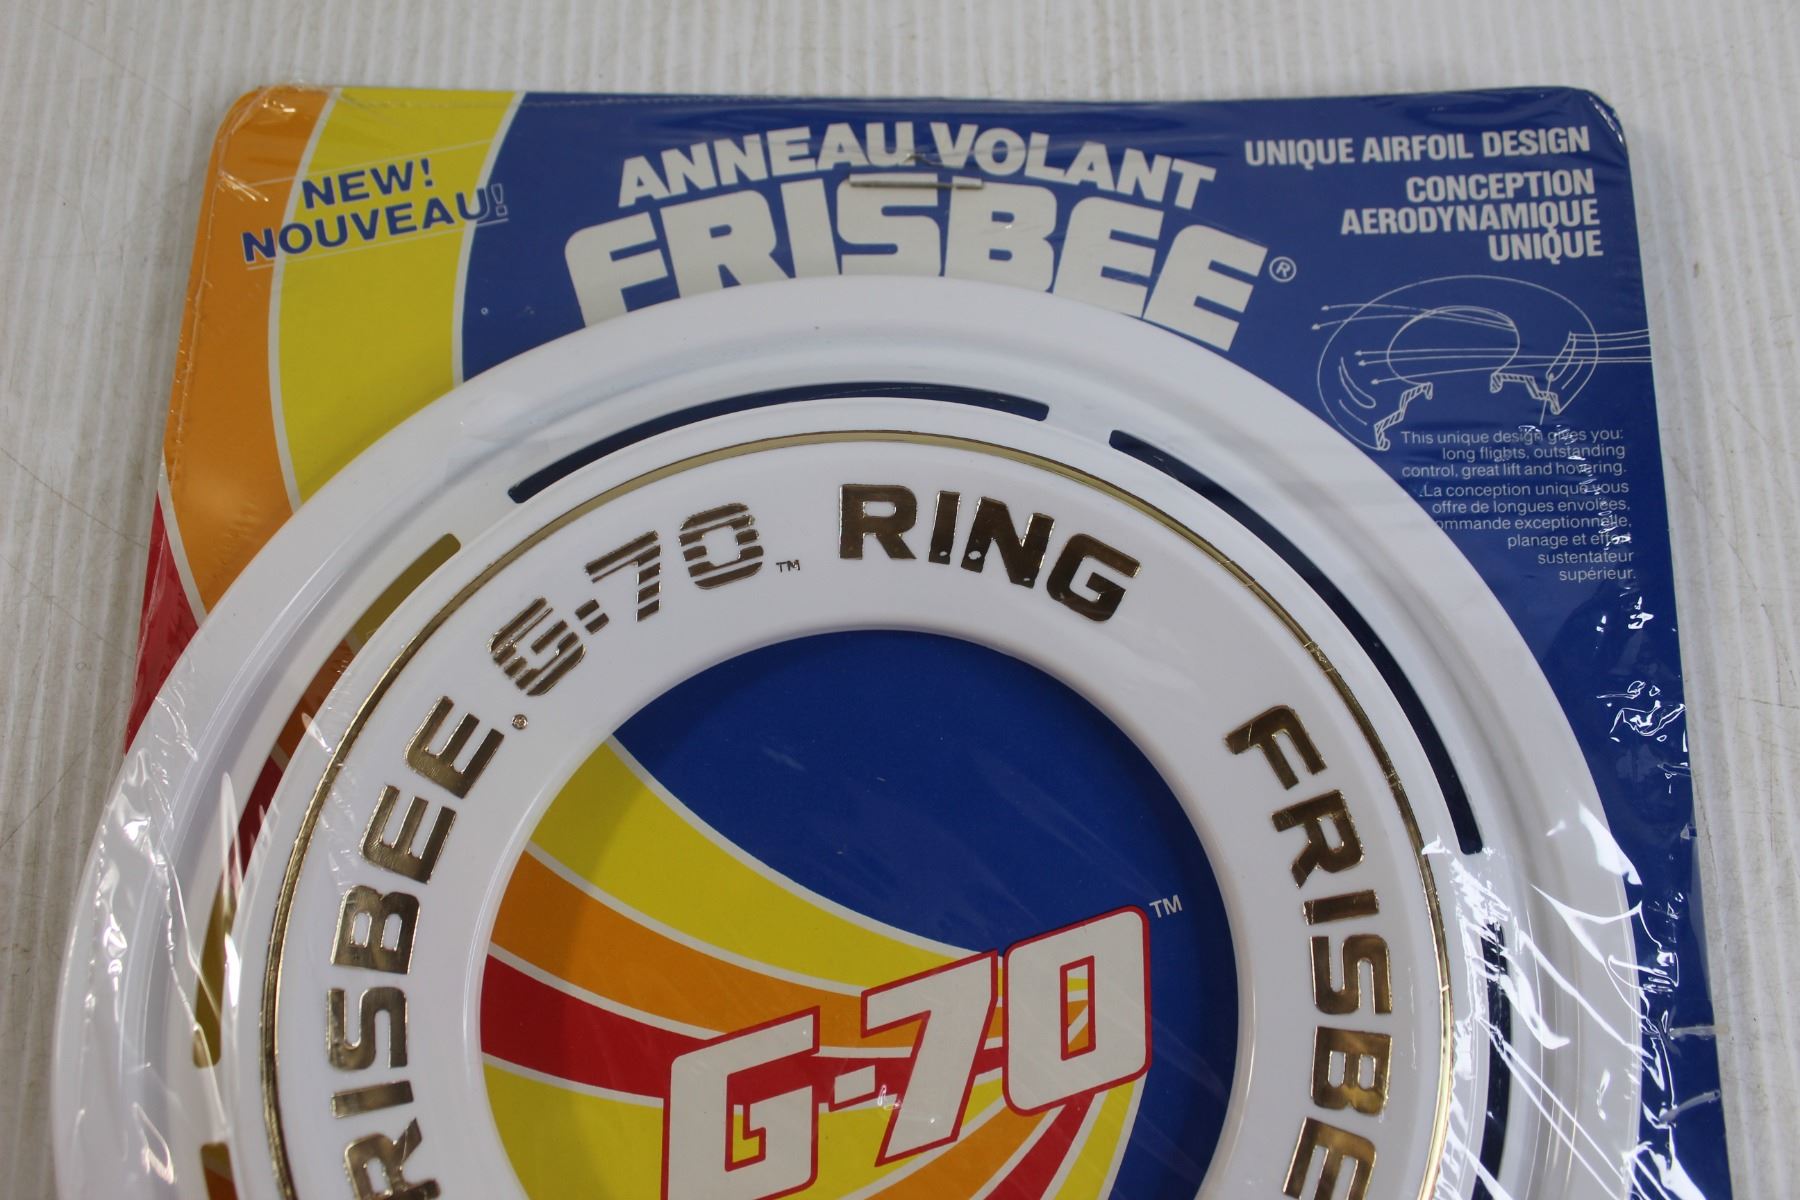 NEW!
NOUVEAU!
ANNEAU VOLANT
FRISBEE®
UNIQUE AIRFOIL DESIGN
CONCEPTION
AERODYNAMIQUE
UNIQUE
This unique design gives you:
long flights, outstanding
control, great lift and hovering.
La conception unique vous
offre de longues envolées,
ommande exceptionnelle,
planage et effet
sustentateur
supérieur.
FRISBEE® G-70™ RING
FRISBEE
G-70™